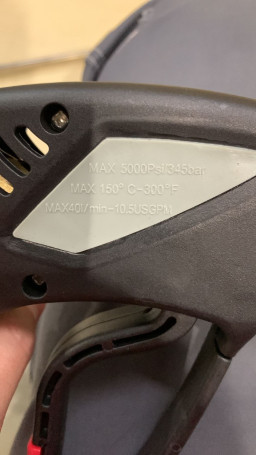 MAX 5000Psi/345bar
MAX 150°C-300°F
MAX40l/min-10.5USGPM